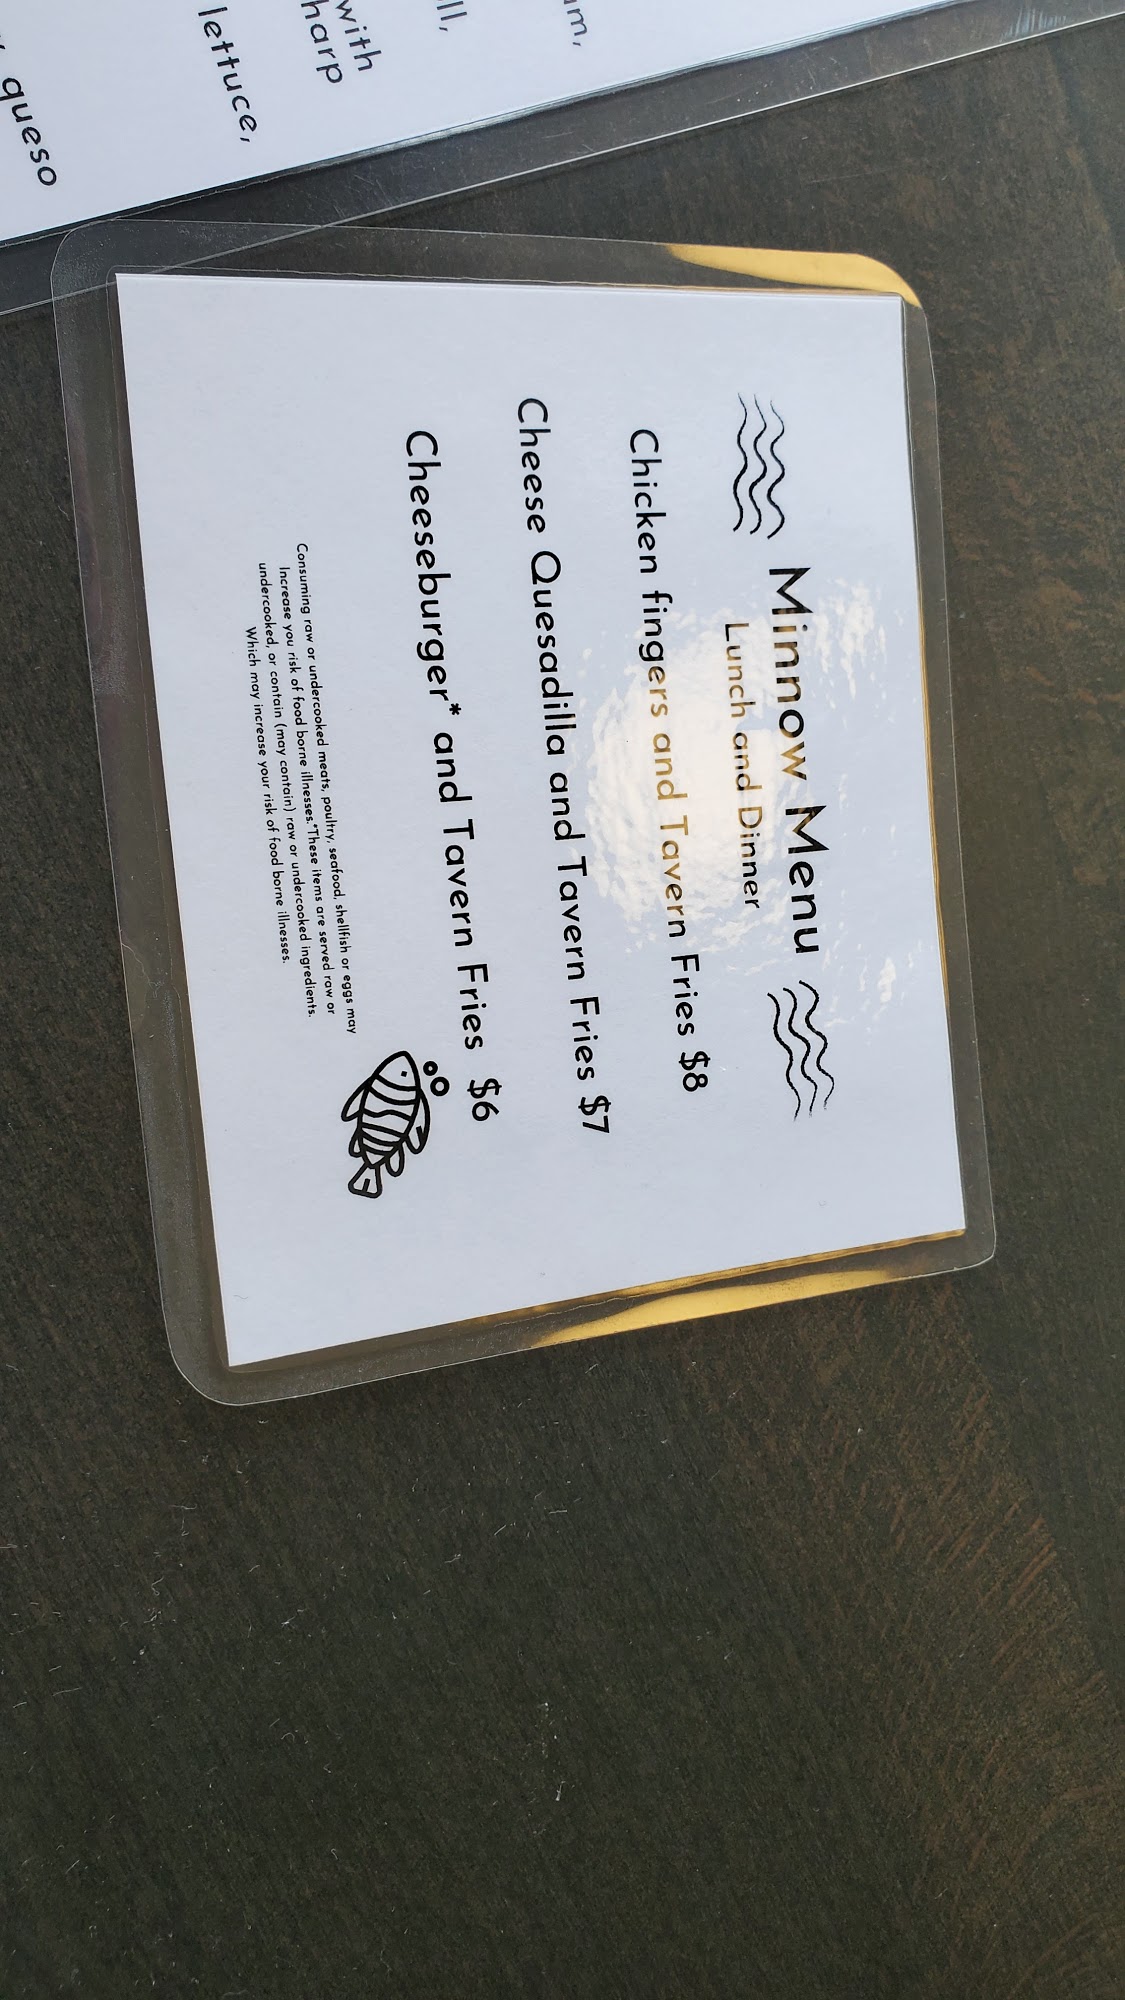 Minnow Menu
Lunch and Dinner
Chicken fingers and Tavern Fries $8
Cheese Quesadilla and Tavern Fries $7
Cheeseburger* and Tavern Fries $6
Consuming raw or undercooked meats, poultry, seafood, shellfish or eggs may
Increase you risk of food borne illnesses.*These items are served raw or
undercooked, or contain (may contain) raw or undercooked ingredients.
Which may increase your risk of food borne illnesses.
with
lettuce,
queso